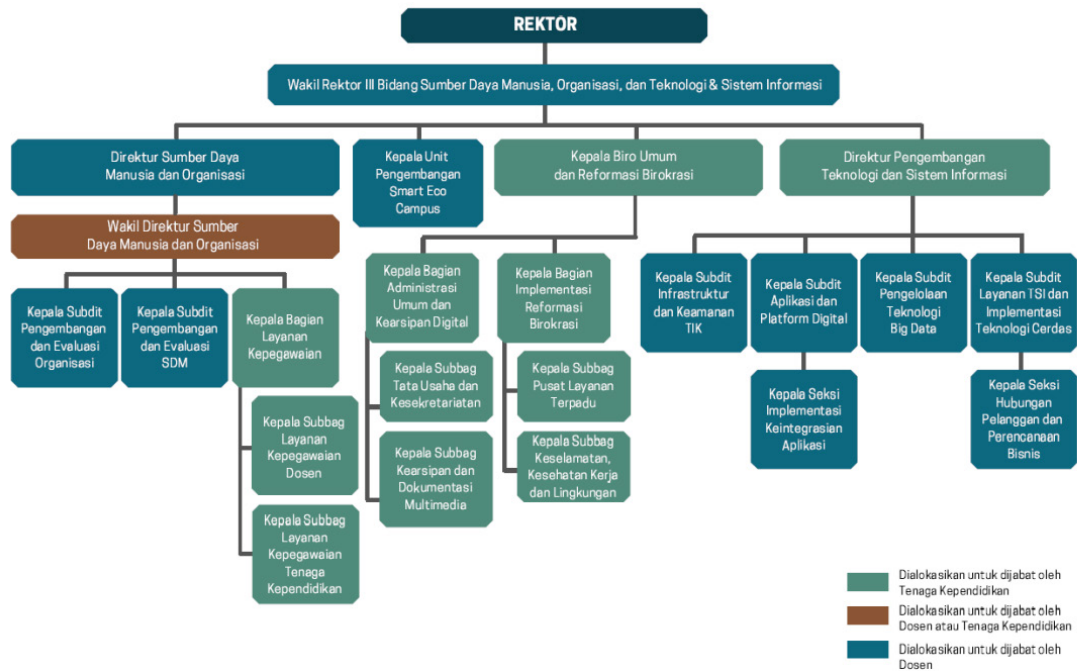 REKTOR
Wakil Rektor III Bidang Sumber Daya Manusia, Organisasi, dan Teknologi & Sistem Informasi
Direktur Sumber Daya
Manusia dan Organisasi
Kepala Unit
Pengembangan
Smart Eco
Campus
Kepala Biro Umum
dan Reformasi Birokrasi
Direktur Pengembangan
Teknologi dan Sistem Informasi
Wakil Direktur Sumber
Daya Manusia dan Organisasi
Kepala Subdit
Pengembangan
dan Evaluasi
Organisasi
Kepala Subdit
Pengembangan
dan Evaluasi
SDM
Kepala Bagian
Layanan
Kepegawaian
Kepala Bagian
Administrasi
Umum dan
Kearsipan Digital
Kepala Bagian
Implementasi
Reformasi
Birokrasi
Kepala Subdit
Infrastruktur
dan Keamanan
TIK
Kepala Subdit
Aplikasi dan
Platform Digital
Kepala Subdit
Pengelolaan
Teknologi
Big Data
Kepala Subdit
Layanan TSI dan
Implementasi
Teknologi Cerdas
Kepala Subbag
Layanan
Kepegawaian
Dosen
Kepala Subbag
Tata Usaha dan
Kesekretariatan
Kepala Subbag
Pusat Layanan
Terpadu
Kepala Seksi
Implementasi
Keintegrasian
Aplikasi
Kepala Seksi
Hubungan
Pelanggan dan
Perencanaan
Bisnis
Kepala Subbag
Kearsipan dan
Dokumentasi
Multimedia
Kepala Subbag
Keselamatan,
Kesehatan Kerja
dan Lingkungan
Kepala Subbag
Layanan
Kepegawaian
Tenaga
Kependidikan
Dialokasikan untuk dijabat oleh
Tenaga Kependidikan
Dialokasikan untuk dijabat oleh
Dosen atau Tenaga Kependidikan
Dialokasikan untuk dijabat oleh
Dosen